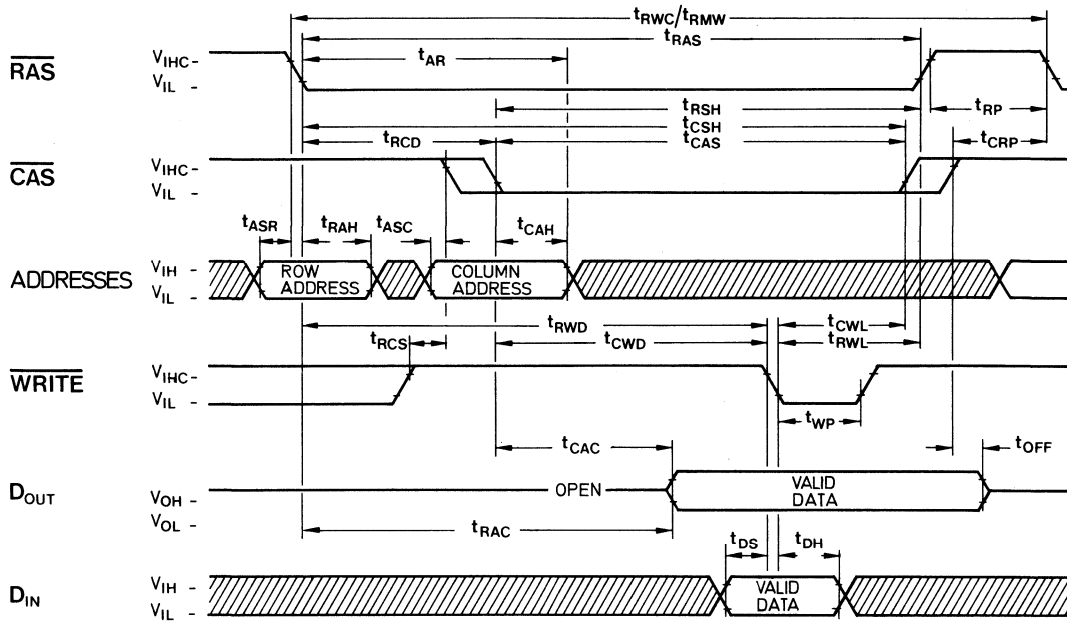 tRWC/tRMW
tRAS
tAR
RAS
VIHC
VIL
tRSH
tRP
tCSH
tRCD
tCAS
tCRP
CAS
VIHC
VIL
tASR
tRAH
tASC
tCAH
ADDRESSES
VIH
VIL
ROW
ADDRESS
COLUMN
ADDRESS
tRWD
tCWL
tRCS
tCWD
tRWL
WRITE
VIHC
VIL
tWP
tCAC
tOFF
DOUT
VOH
VOL
OPEN
VALID
DATA
tRAC
tDS
tDH
DIN
VIH
VIL
VALID
DATA